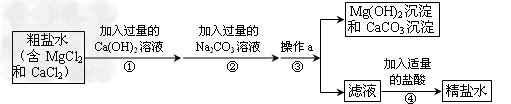 粗盐水
(含 MgCl₂
和 CaCl₂)
加入过量的
Ca(OH)₂ 溶液
①
加入过量的
Na₂CO₃ 溶液
②
操作 a
③
Mg(OH)₂ 沉淀
和 CaCO₃ 沉淀
滤液
加入适量
的盐酸
④
精盐水